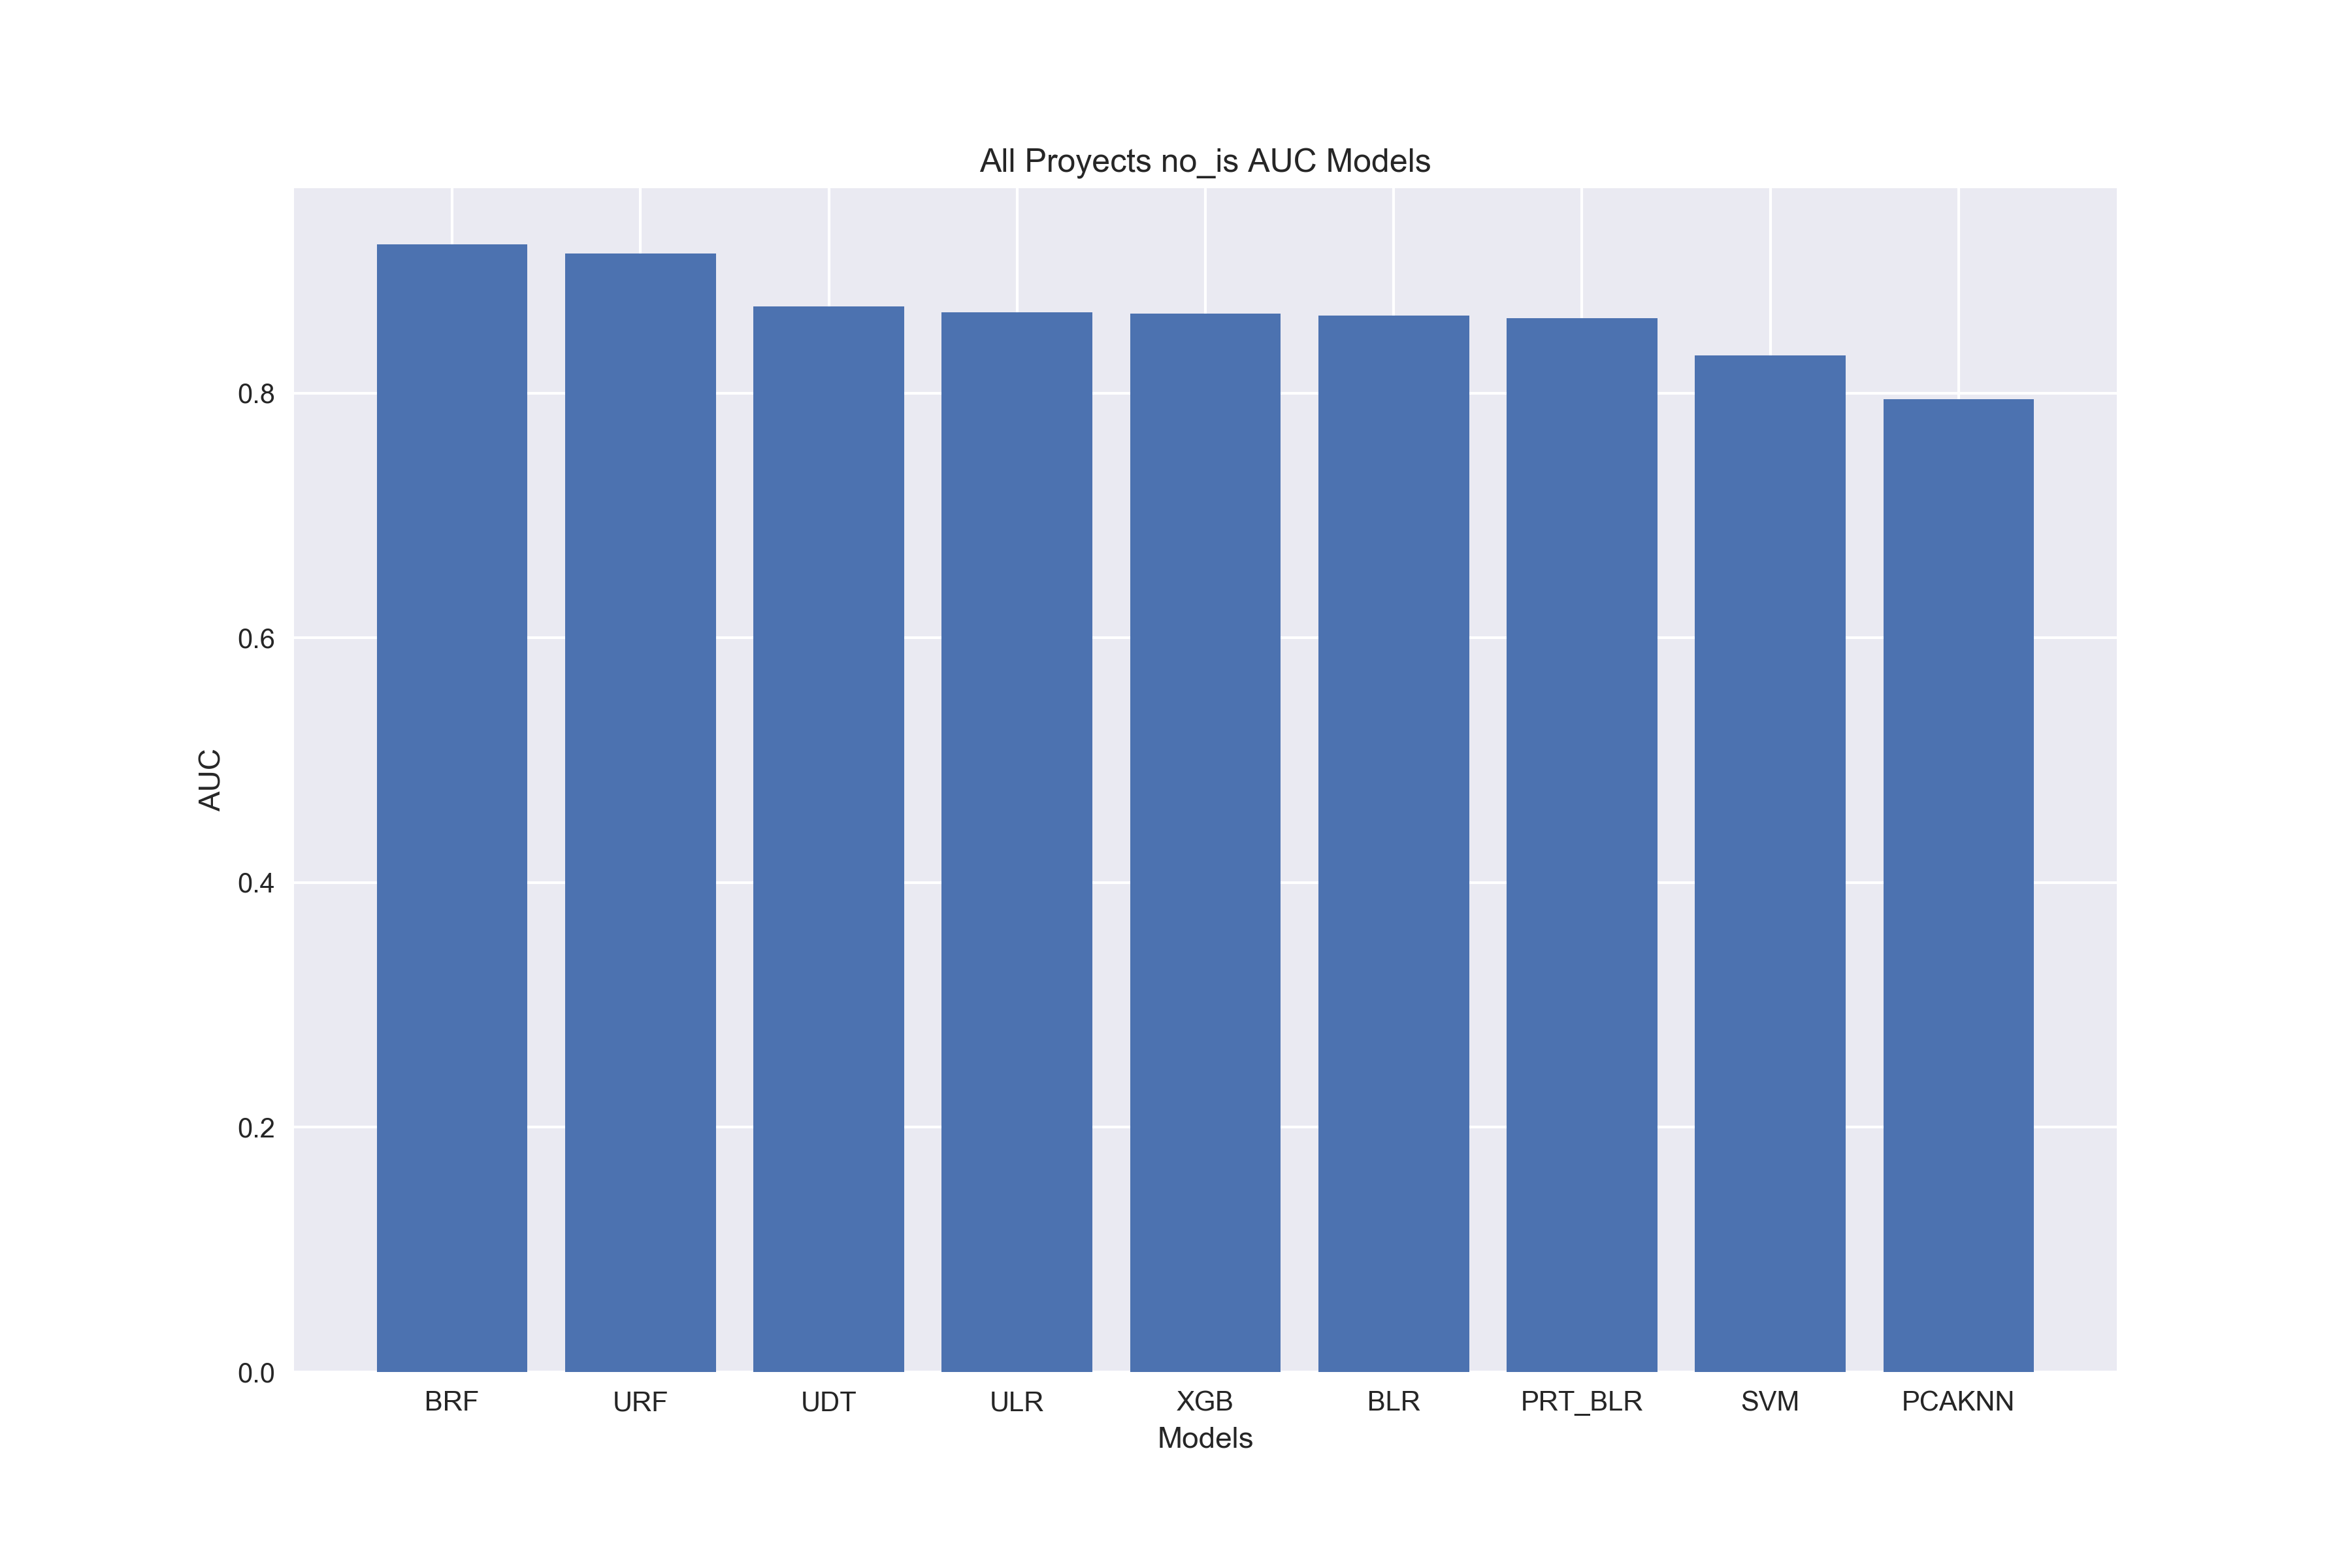 All Proyects no_is AUC Models
AUC
0.8
0.6
0.4
0.2
0.0
BRF URF UDT ULR XGB BLR PRT_BLR SVM PCAKNN
Models